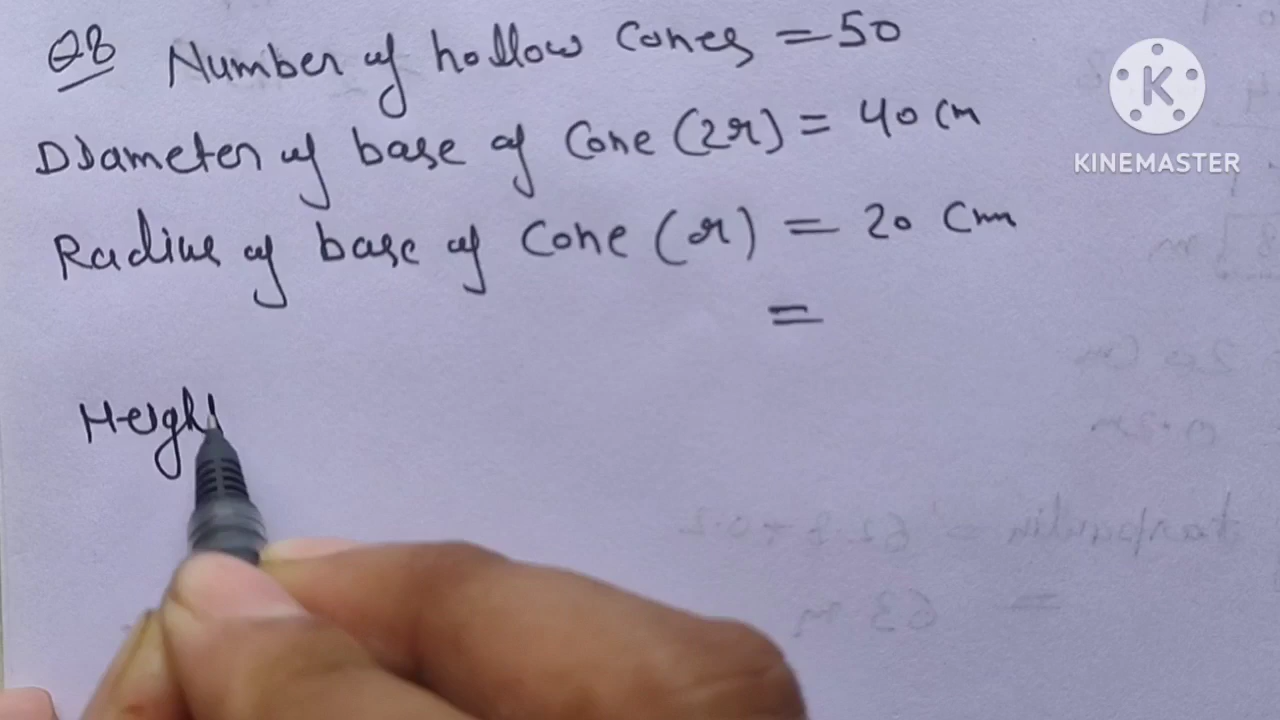 Q8 Number of hollow Cones = 50
Diameter of base of Cone (2r) = 40 cm
Radius of base of Cone (r) = 20 cm
=
Heigh
K
KINEMASTER